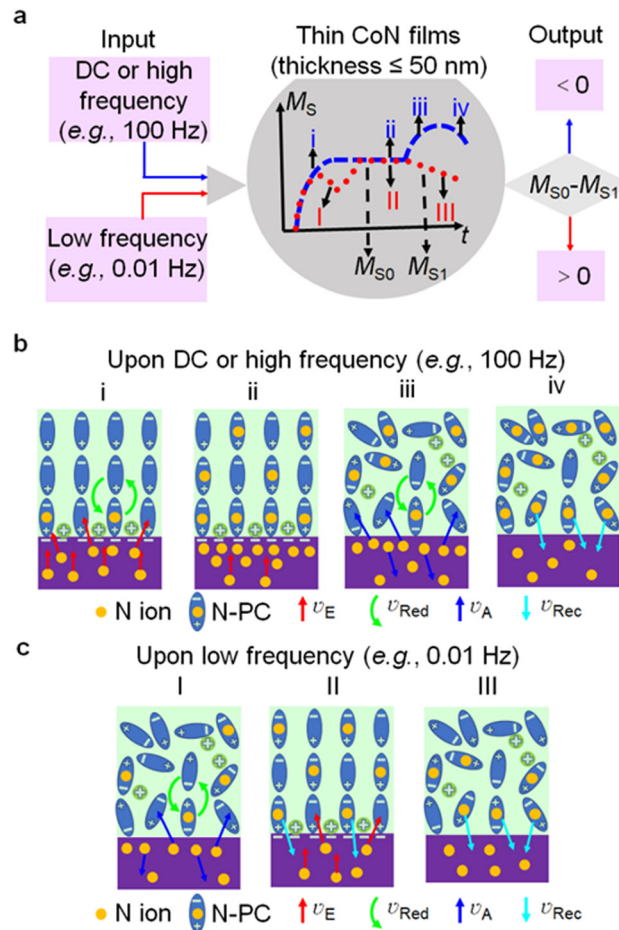 a
Input
DC or high
frequency
(e.g., 100 Hz)
Low frequency
(e.g., 0.01 Hz)
Thin CoN films
(thickness ≤ 50 nm)
MS
i
ii
iii
iv
I
II
III
t
MS0
MS1
Output
< 0
MS0-MS1
> 0
b
Upon DC or high frequency (e.g., 100 Hz)
i ii iii iv
N ion N-PC vE vRed vA vRec
c
Upon low frequency (e.g., 0.01 Hz)
I II III
N ion N-PC vE vRed vA vRec